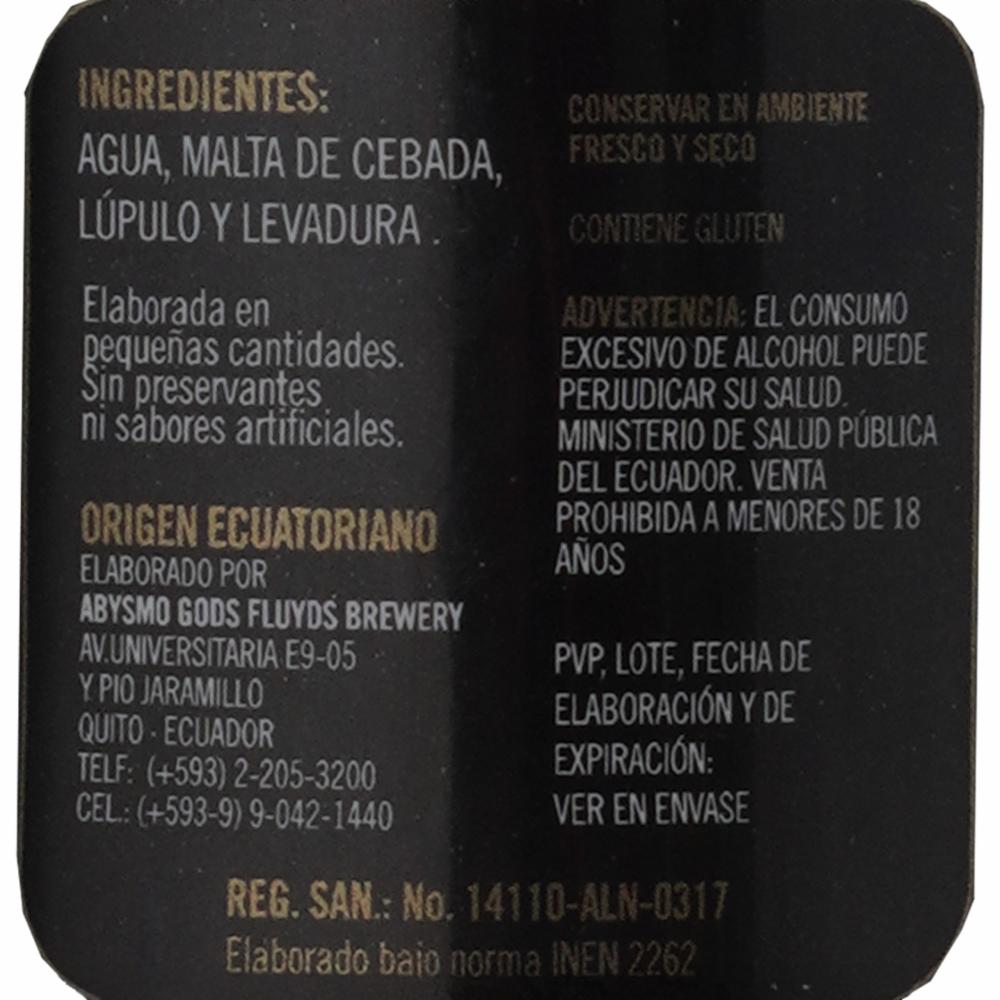 INGREDIENTES:
AGUA, MALTA DE CEBADA,
LÚPULO Y LEVADURA .
Elaborada en
pequeñas cantidades.
Sin preservantes
ni sabores artificiales.
ORIGEN ECUATORIANO
ELABORADO POR
ABYSMO GODS FLUYDS BREWERY
AV.UNIVERSITARIA E9-05
Y PIO JARAMILLO
QUITO - ECUADOR
TELF: (+593) 2-205-3200
CEL.: (+593-9) 9-042-1440
CONSERVAR EN AMBIENTE
FRESCO Y SECO
CONTIENE GLUTEN
ADVERTENCIA: EL CONSUMO
EXCESIVO DE ALCOHOL PUEDE
PERJUDICAR SU SALUD.
MINISTERIO DE SALUD PÚBLICA
DEL ECUADOR. VENTA
PROHIBIDA A MENORES DE 18
AÑOS
PVP, LOTE, FECHA DE
ELABORACIÓN Y DE
EXPIRACIÓN:
VER EN ENVASE
REG. SAN.: No. 14110-ALN-0317
Elaborado bajo norma INEN 2262